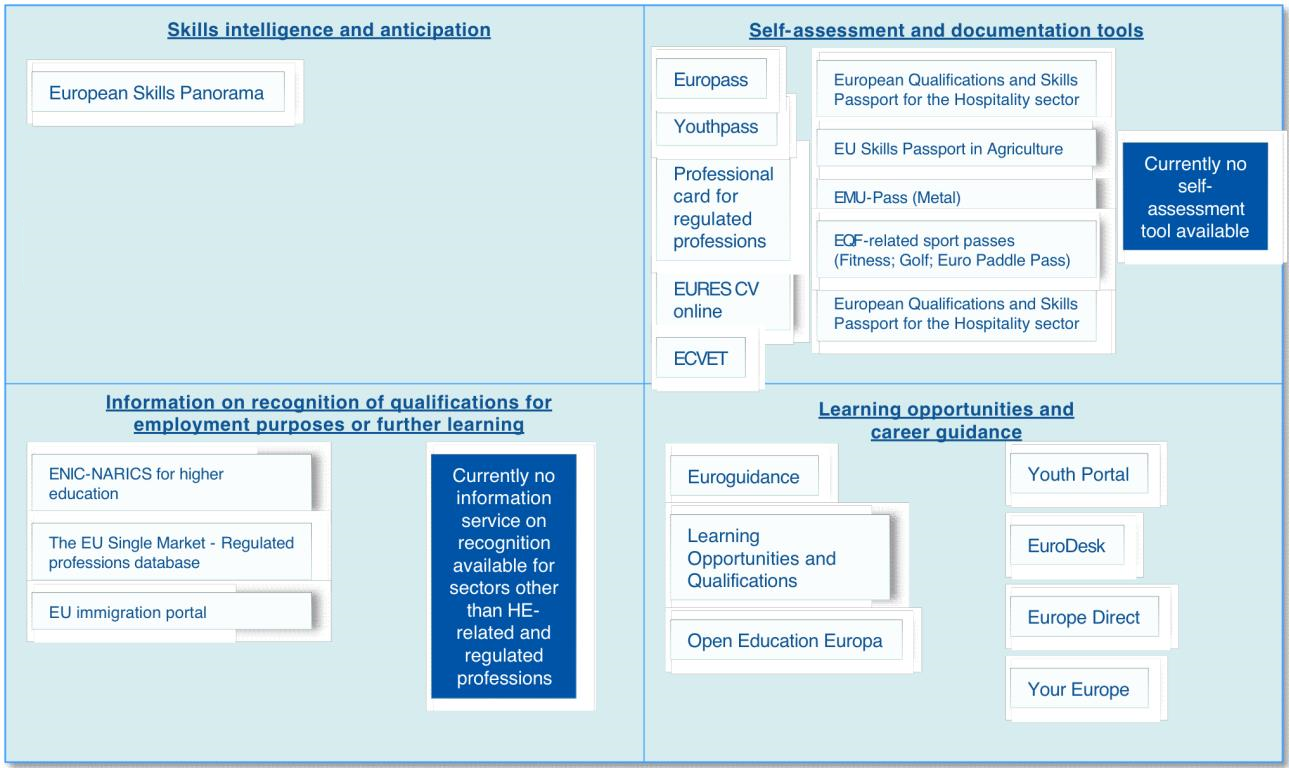 Skills intelligence and anticipation
European Skills Panorama
Self-assessment and documentation tools
Europass
Youthpass
Professional
card for
regulated
professions
EURES CV
online
ECVET
European Qualifications and Skills
Passport for the Hospitality sector
EU Skills Passport in Agriculture
EMU-Pass (Metal)
EQF-related sport passes
(Fitness; Golf; Euro Paddle Pass)
European Qualifications and Skills
Passport for the Hospitality sector
Currently no
self-
assessment
tool available
Information on recognition of qualifications for
employment purposes or further learning
ENIC-NARICS for higher
education
The EU Single Market - Regulated
professions database
EU immigration portal
Currently no
information
service on
recognition
available for
sectors other
than HE-
related and
regulated
professions
Learning opportunities and
career guidance
Euroguidance
Learning
Opportunities and
Qualifications
Open Education Europa
Youth Portal
EuroDesk
Europe Direct
Your Europe